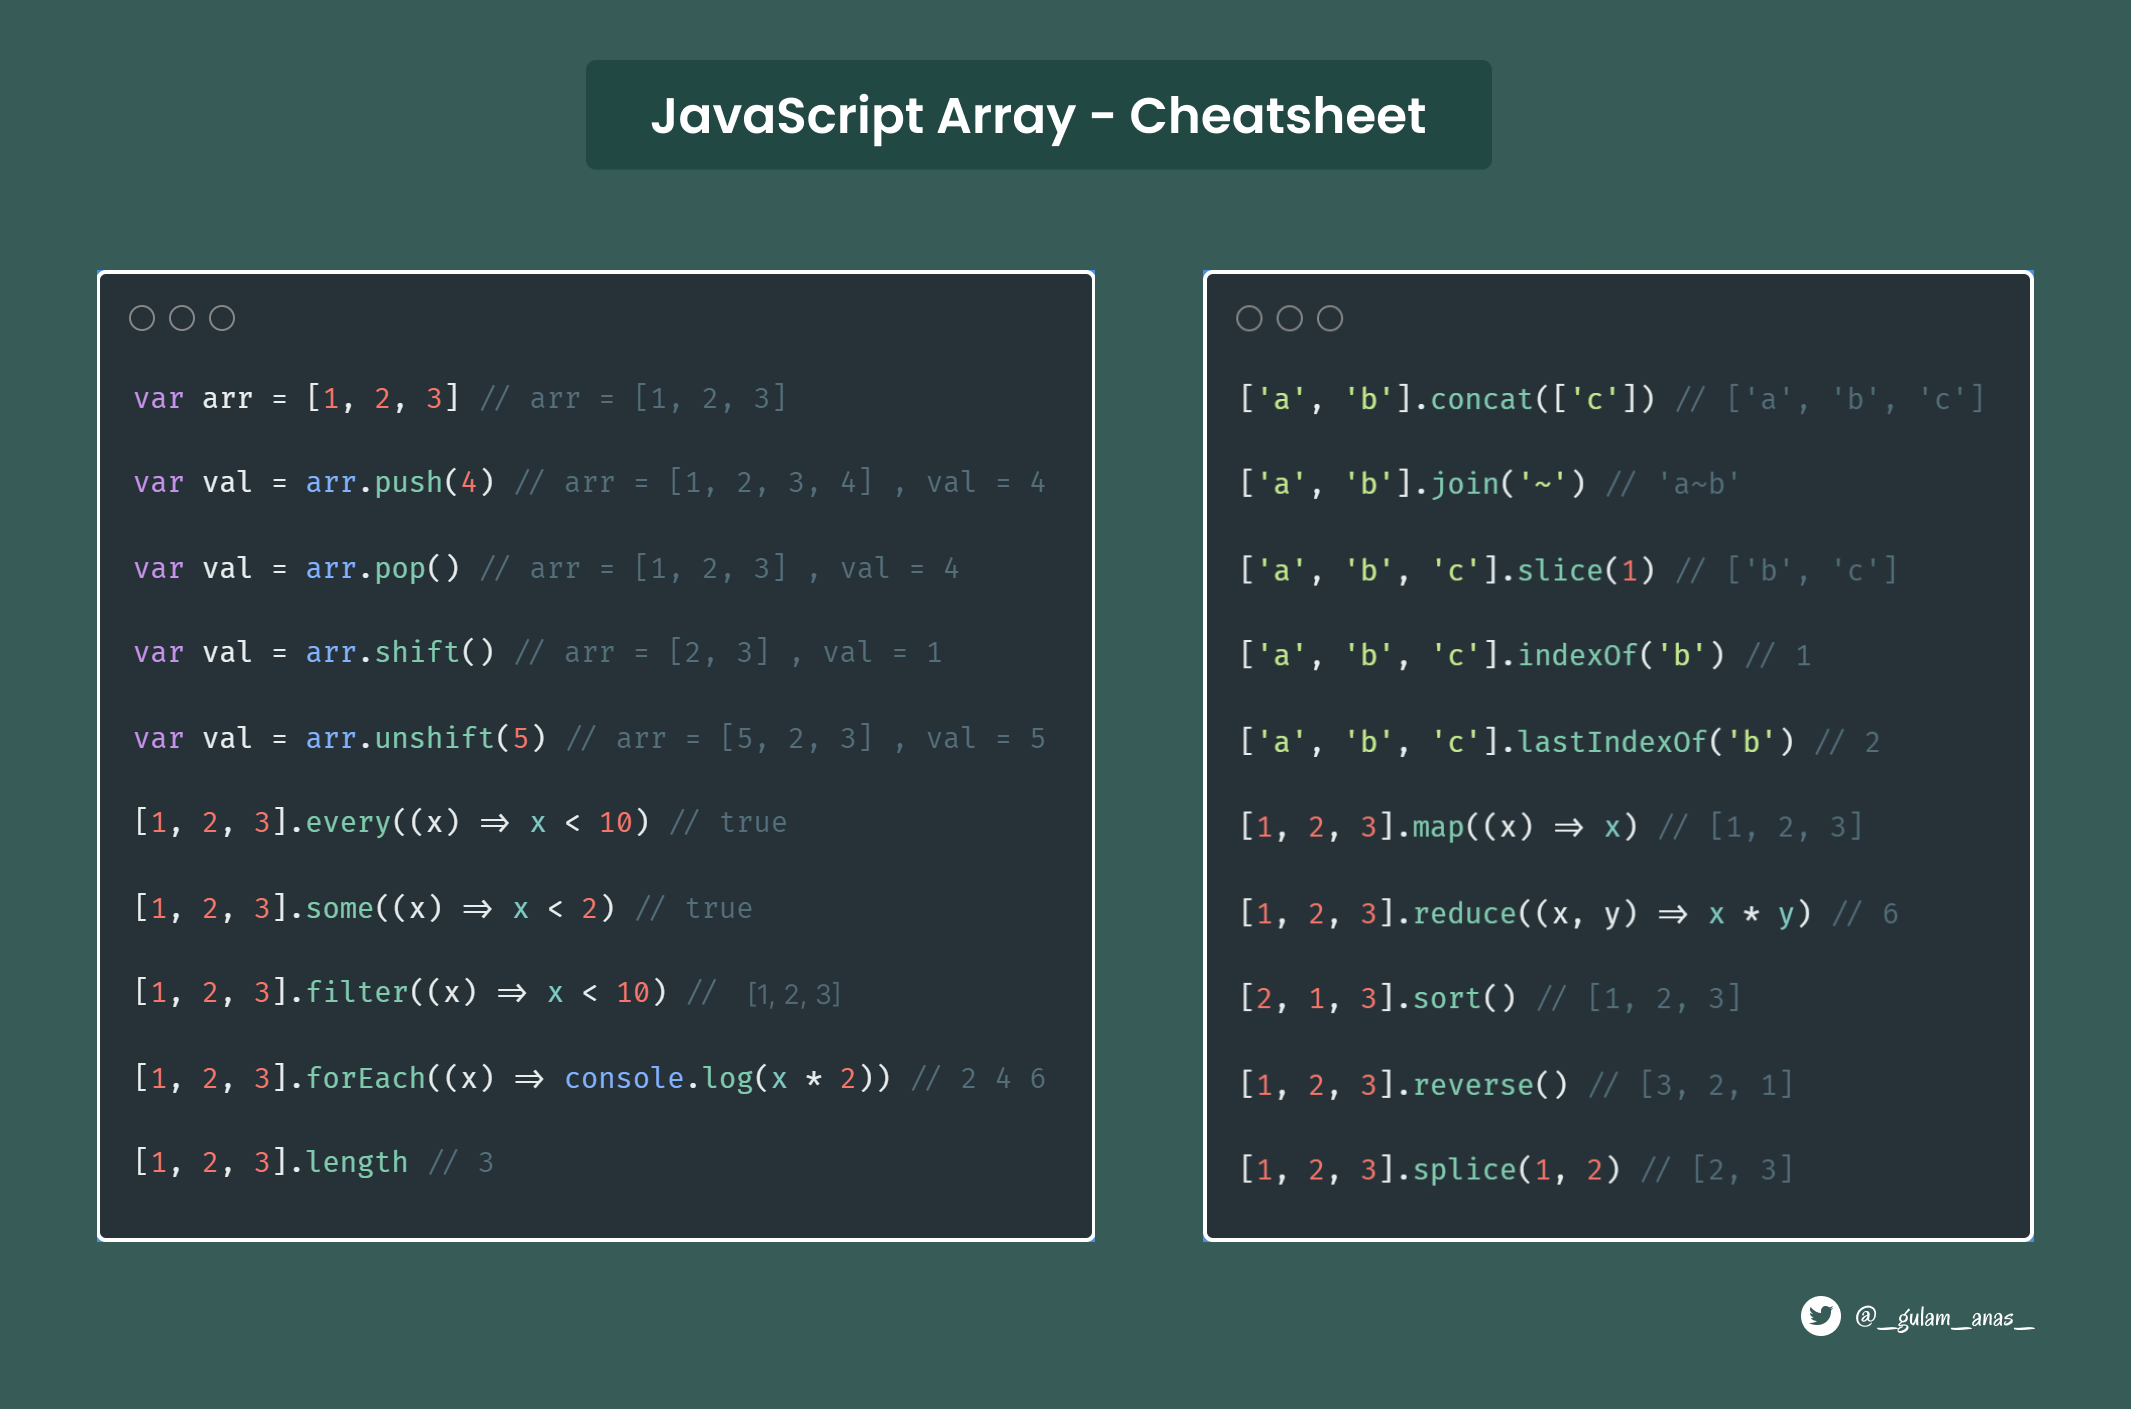 JavaScript Array - Cheatsheet
var arr = [1, 2, 3] // arr = [1, 2, 3]
var val = arr.push(4) // arr = [1, 2, 3, 4] , val = 4
var val = arr.pop() // arr = [1, 2, 3] , val = 4
var val = arr.shift() // arr = [2, 3] , val = 1
var val = arr.unshift(5) // arr = [5, 2, 3] , val = 5
[1, 2, 3].every((x) => x < 10) // true
[1, 2, 3].some((x) => x < 2) // true
[1, 2, 3].filter((x) => x < 10) // [1, 2, 3]
[1, 2, 3].forEach((x) => console.log(x * 2)) // 2 4 6
[1, 2, 3].length // 3
['a', 'b'].concat(['c']) // ['a', 'b', 'c']
['a', 'b'].join('~') // 'a~b'
['a', 'b', 'c'].slice(1) // ['b', 'c']
['a', 'b', 'c'].indexOf('b') // 1
['a', 'b', 'c'].lastIndexOf('b') // 2
[1, 2, 3].map((x) => x) // [1, 2, 3]
[1, 2, 3].reduce((x, y) => x * y) // 6
[2, 1, 3].sort() // [1, 2, 3]
[1, 2, 3].reverse() // [3, 2, 1]
[1, 2, 3].splice(1, 2) // [2, 3]
@__gulam__anas__